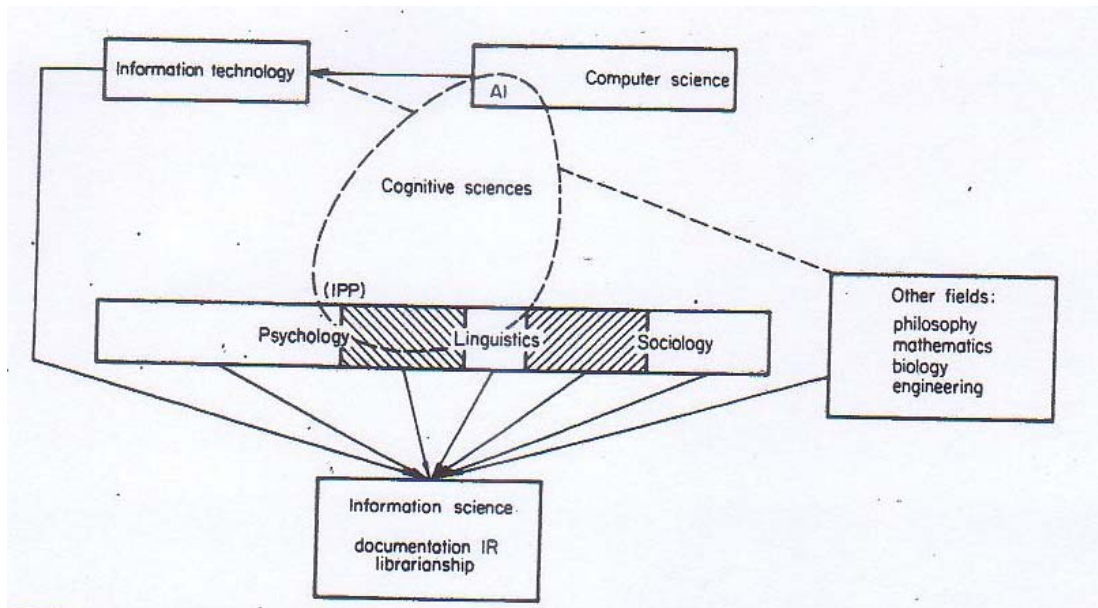 Information technology
Computer science
AI
Cognitive sciences
(IPP)
Psychology
Linguistics
Sociology
Other fields:
philosophy
mathematics
biology
engineering
Information science
documentation IR
librarianship